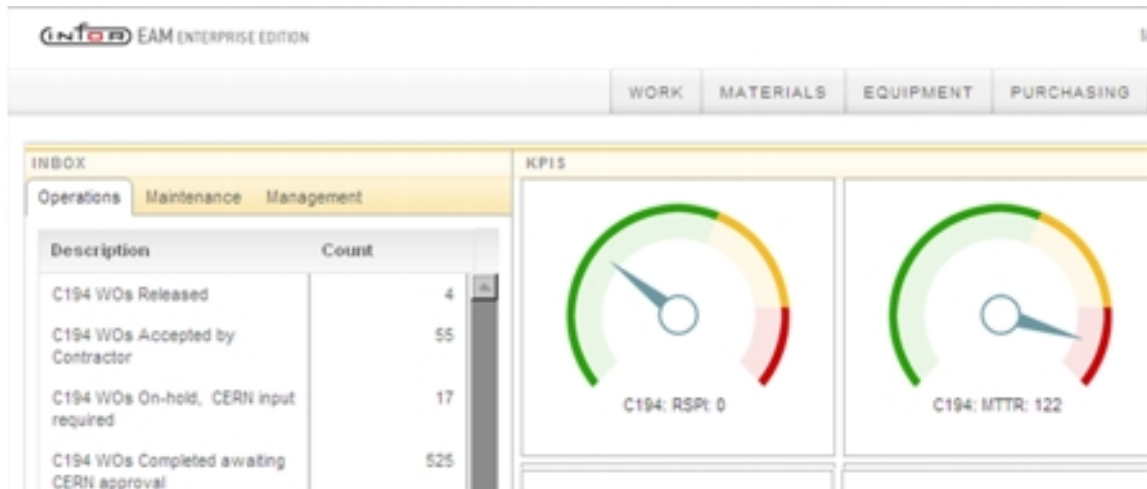 infor EAM ENTERPRISE EDITION
WORK MATERIALS EQUIPMENT PURCHASING
INBOX
Operations Maintenance Management
Description Count
C194 WOs Released 4
C194 WOs Accepted by 55
Contractor
C194 WOs On-hold, CERN input 17
required
C194 WOs Completed awaiting 525
CERN approval
KPIS
C194: RSPI: 0
C194: MTTR: 122